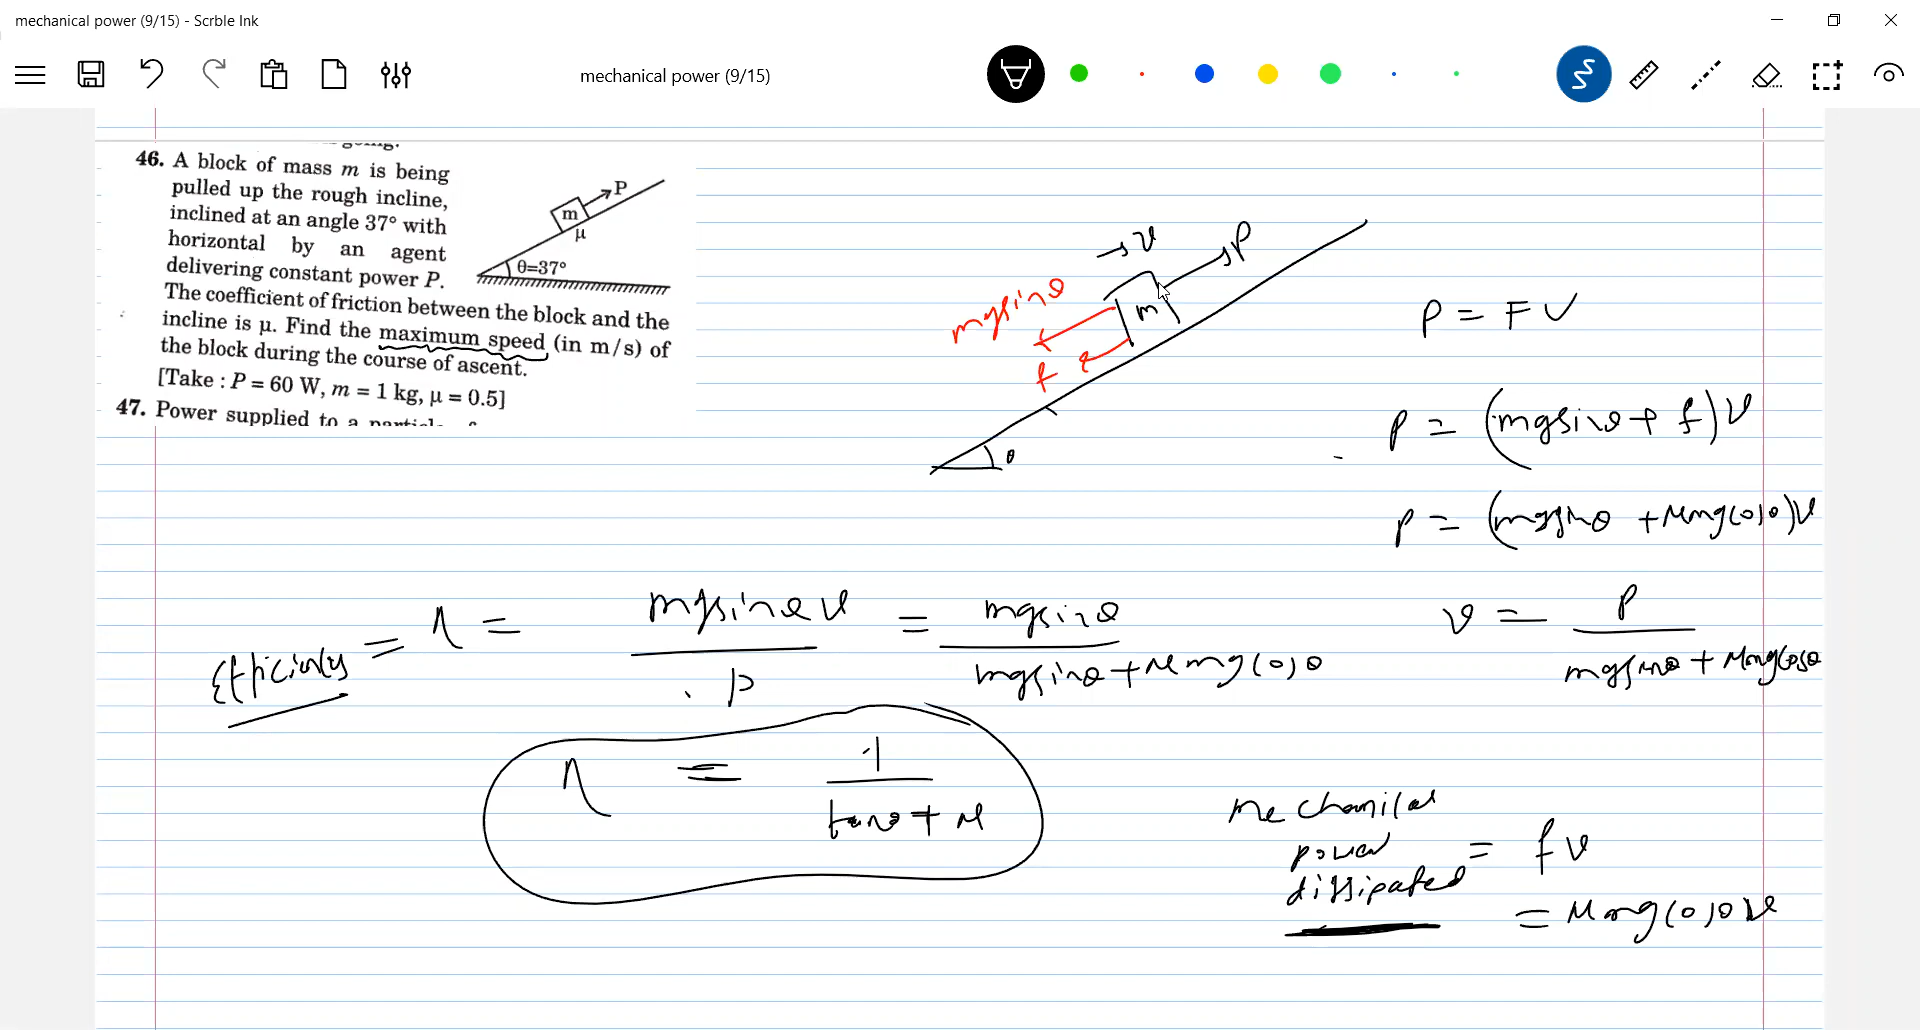 mechanical power (9/15) - Scrble Ink
mechanical power (9/15)
46. A block of mass m is being
pulled up the rough incline,
inclined at an angle 37° with
horizontal by an agent
delivering constant power P.
The coefficient of friction between the block and the
incline is μ. Find the maximum speed (in m/s) of
the block during the course of ascent.
[Take : P = 60 W, m = 1 kg, μ = 0.5]
47. Power supplied to a particle
P
m
μ
θ=37°
v
P
mgsinθ
m
f
θ
P = Fv
P = (mgsinθ + f)v
P = (mgsinθ + μmgcosθ)v
Efficiency = η = mgsinθ v / P = mgsinθ / mgsinθ + μmgcosθ
v = P / mgsinθ + μmgcosθ
η = 1 / tanθ + μ
mechanical
power
dissipated = fv
= μmgcosθ v